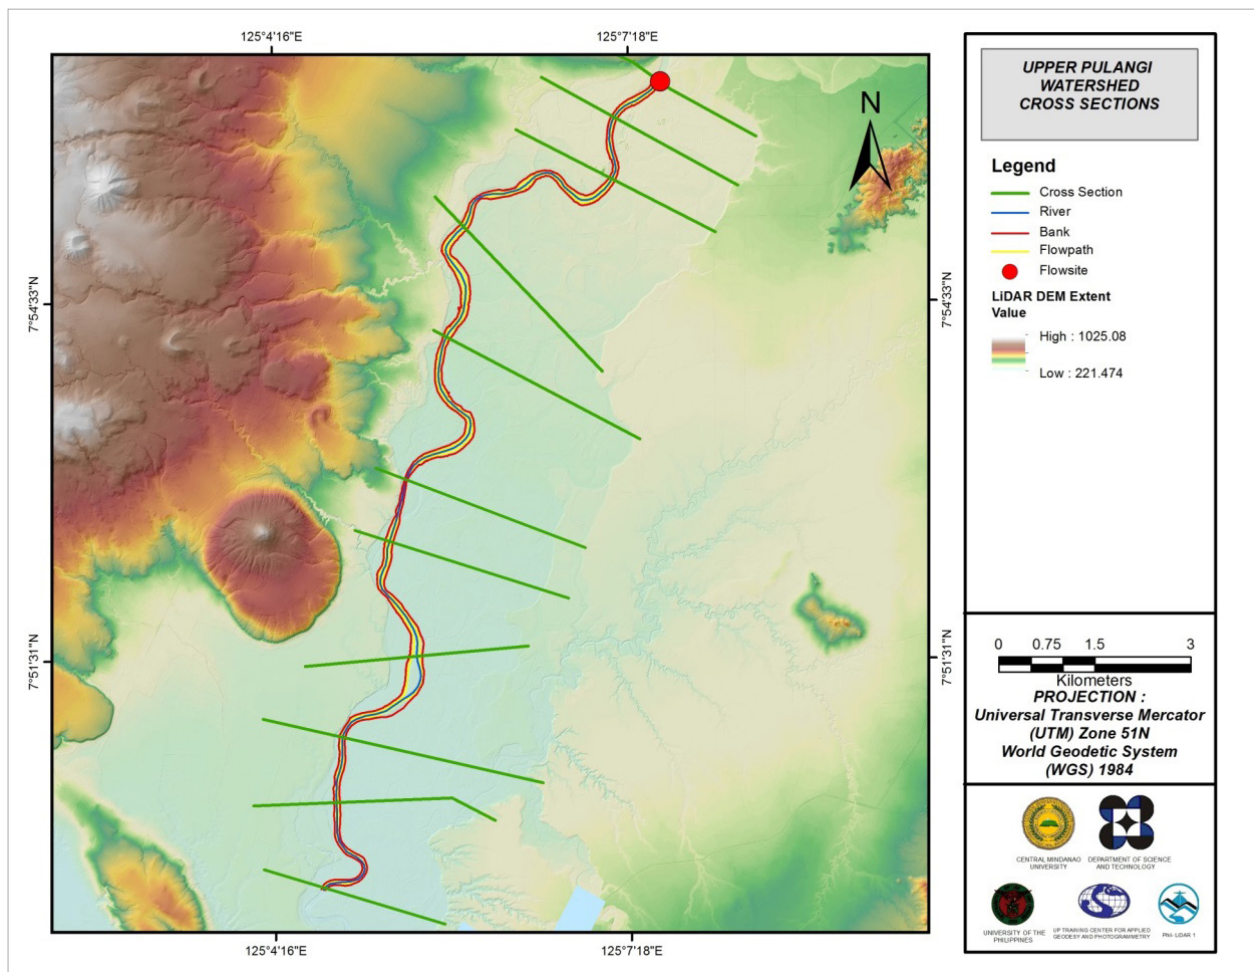 125°4'16"E
125°7'18"E
7°54'33"N
7°54'33"N
7°51'31"N
7°51'31"N
125°4'16"E
125°7'18"E
N
UPPER PULANGI
WATERSHED
CROSS SECTIONS
Legend
Cross Section
River
Bank
Flowpath
Flowsite
LiDAR DEM Extent
Value
High : 1025.08
Low : 221.474
0 0.75 1.5 3
Kilometers
PROJECTION :
Universal Transverse Mercator
(UTM) Zone 51N
World Geodetic System
(WGS) 1984
CENTRAL MINDANAO
UNIVERSITY
DEPARTMENT OF SCIENCE
AND TECHNOLOGY
UNIVERSITY OF THE
PHILIPPINES
UP TRAINING CENTER FOR APPLIED
GEODESY AND PHOTOGRAMMETRY
Phil- LiDAR 1